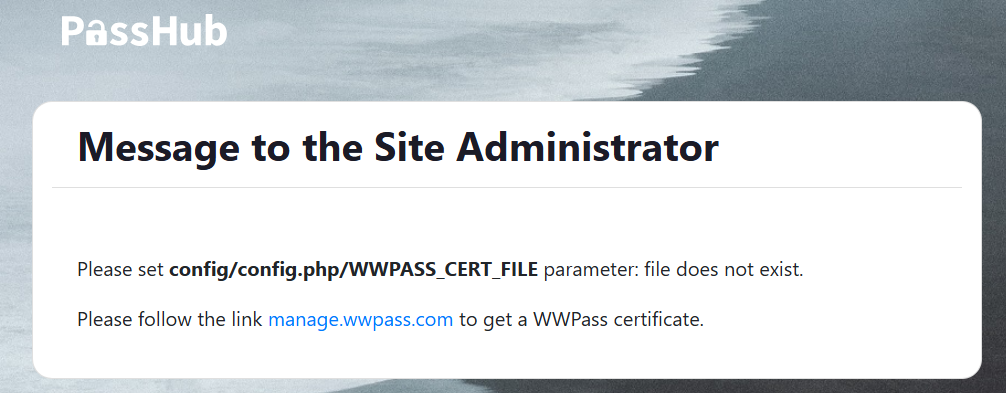 PassHub
Message to the Site Administrator
Please set config/config.php/WWPASS_CERT_FILE parameter: file does not exist.
Please follow the link manage.wwpass.com to get a WWPass certificate.